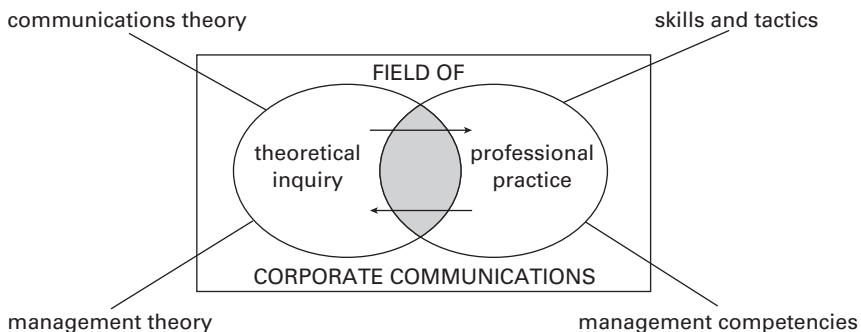 communications theory
skills and tactics
FIELD OF
theoretical
inquiry
professional
practice
CORPORATE COMMUNICATIONS
management theory
management competencies